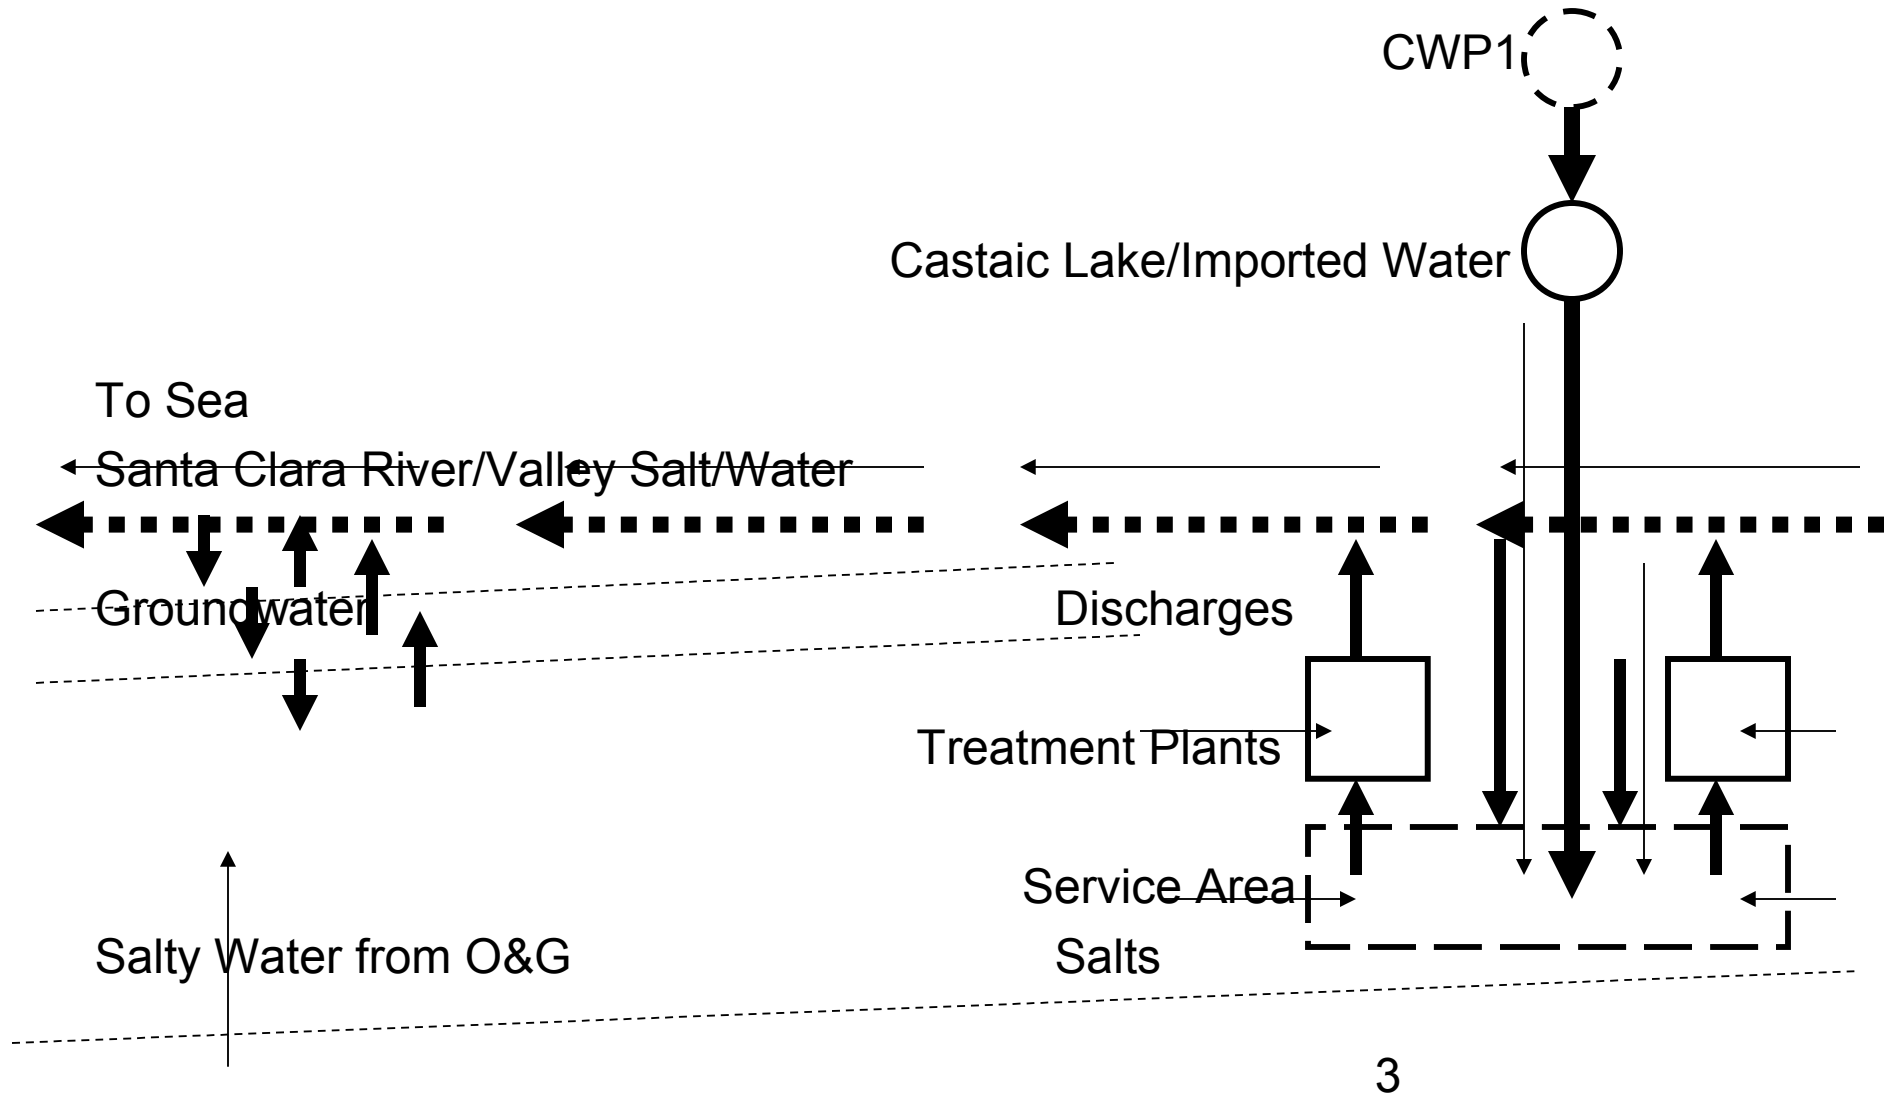 CWP1
Castaic Lake/Imported Water
To Sea
Santa Clara River/Valley Salt/Water
Groundwater
Discharges
Treatment Plants
Service Area
Salty Water from O&G
Salts
3